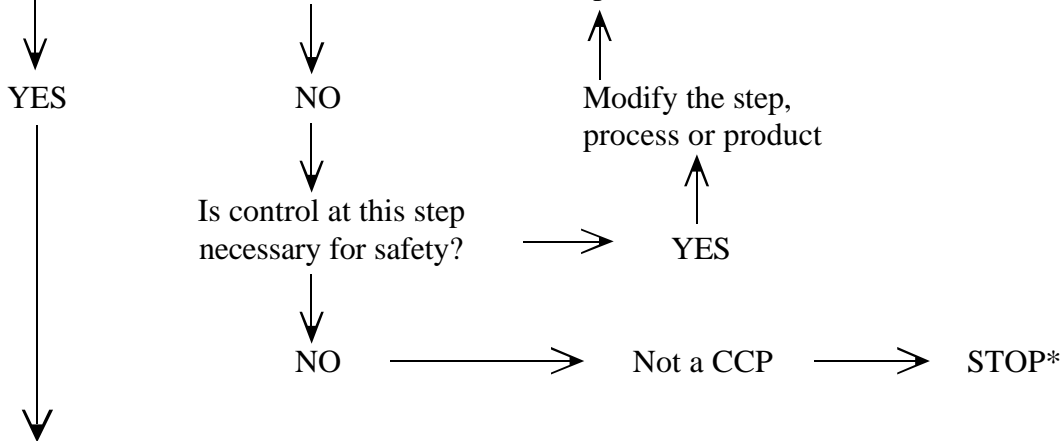 YES
NO
Modify the step,
process or product
Is control at this step
necessary for safety?
YES
NO
Not a CCP
STOP*